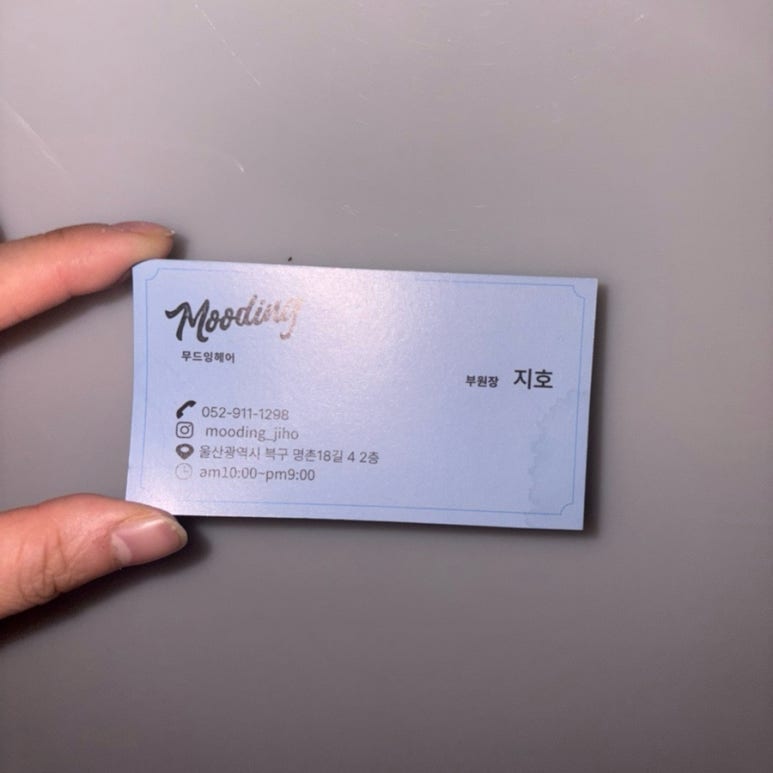 Mooding
무드잉헤어
부원장 지호
052-911-1298
mooding_jiho
울산광역시 북구 명촌18길 4 2층
am10:00~pm9:00